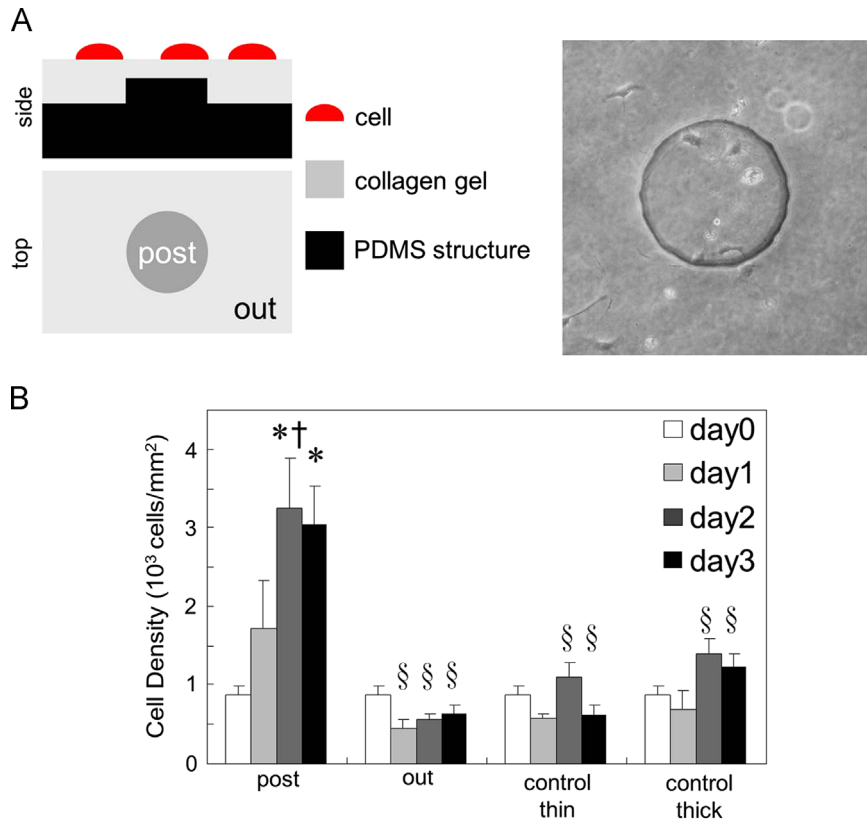 A
side
cell
collagen gel
top
post
PDMS structure
out
B
Cell Density (10³ cells/mm²)
4
3
2
1
0
*† *
§ § §
§ §
§ §
day0
day1
day2
day3
post out control thin control thick